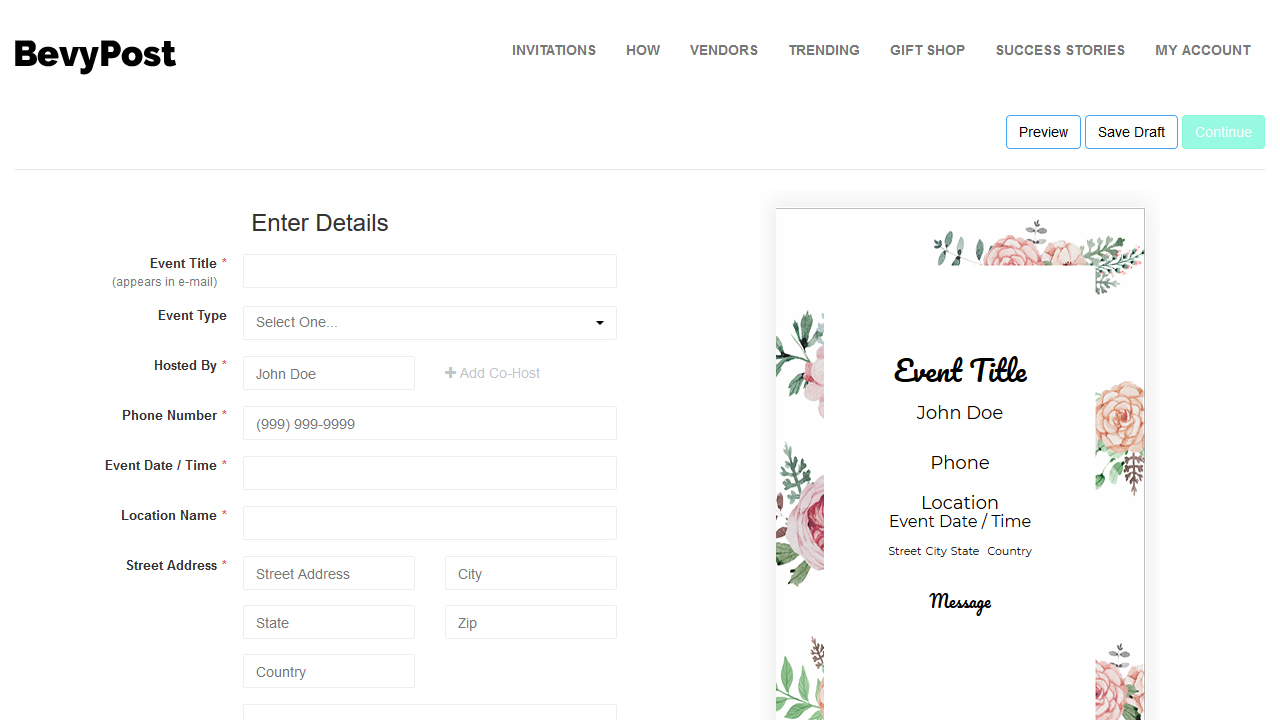 BevyPost
INVITATIONS HOW VENDORS TRENDING GIFT SHOP SUCCESS STORIES MY ACCOUNT
Preview Save Draft Continue
Enter Details
Event Title *
(appears in e-mail)
Event Type Select One...
Hosted By * John Doe Add Co-Host
Phone Number * (999) 999-9999
Event Date / Time *
Location Name *
Street Address * Street Address City
State Zip
Country
Event Title
John Doe
Phone
Location
Event Date / Time
Street City State Country
Message